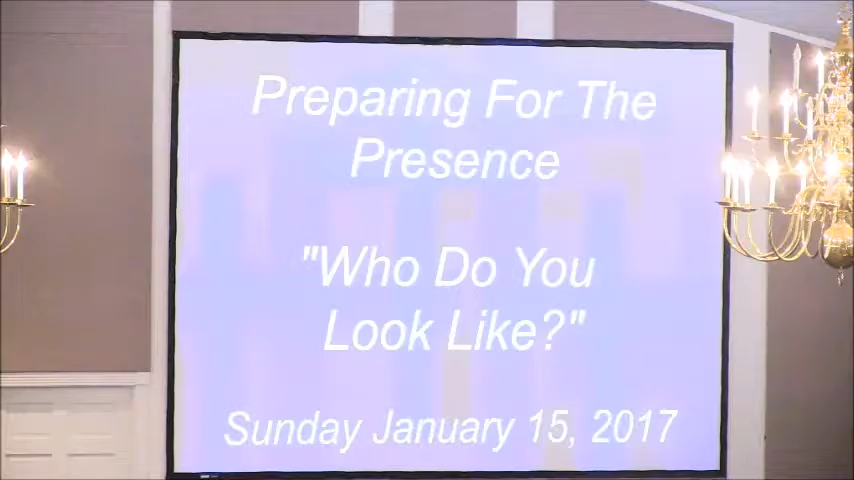 Preparing For The
Presence
"Who Do You
Look Like?"
Sunday January 15, 2017